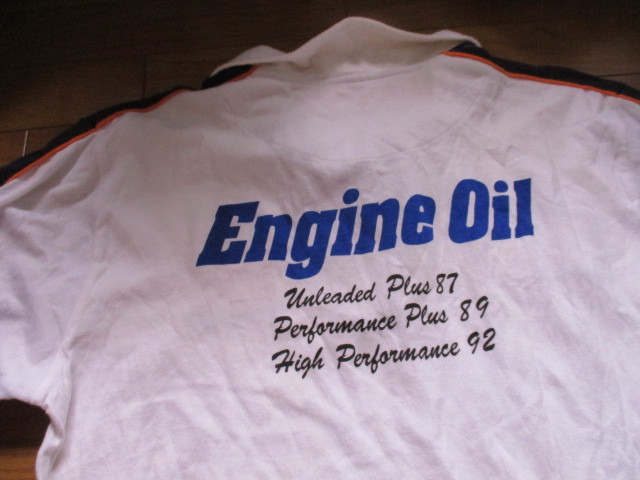 Engine Oil
Unleaded Plus 87
Performance Plus 89
High Performance 92